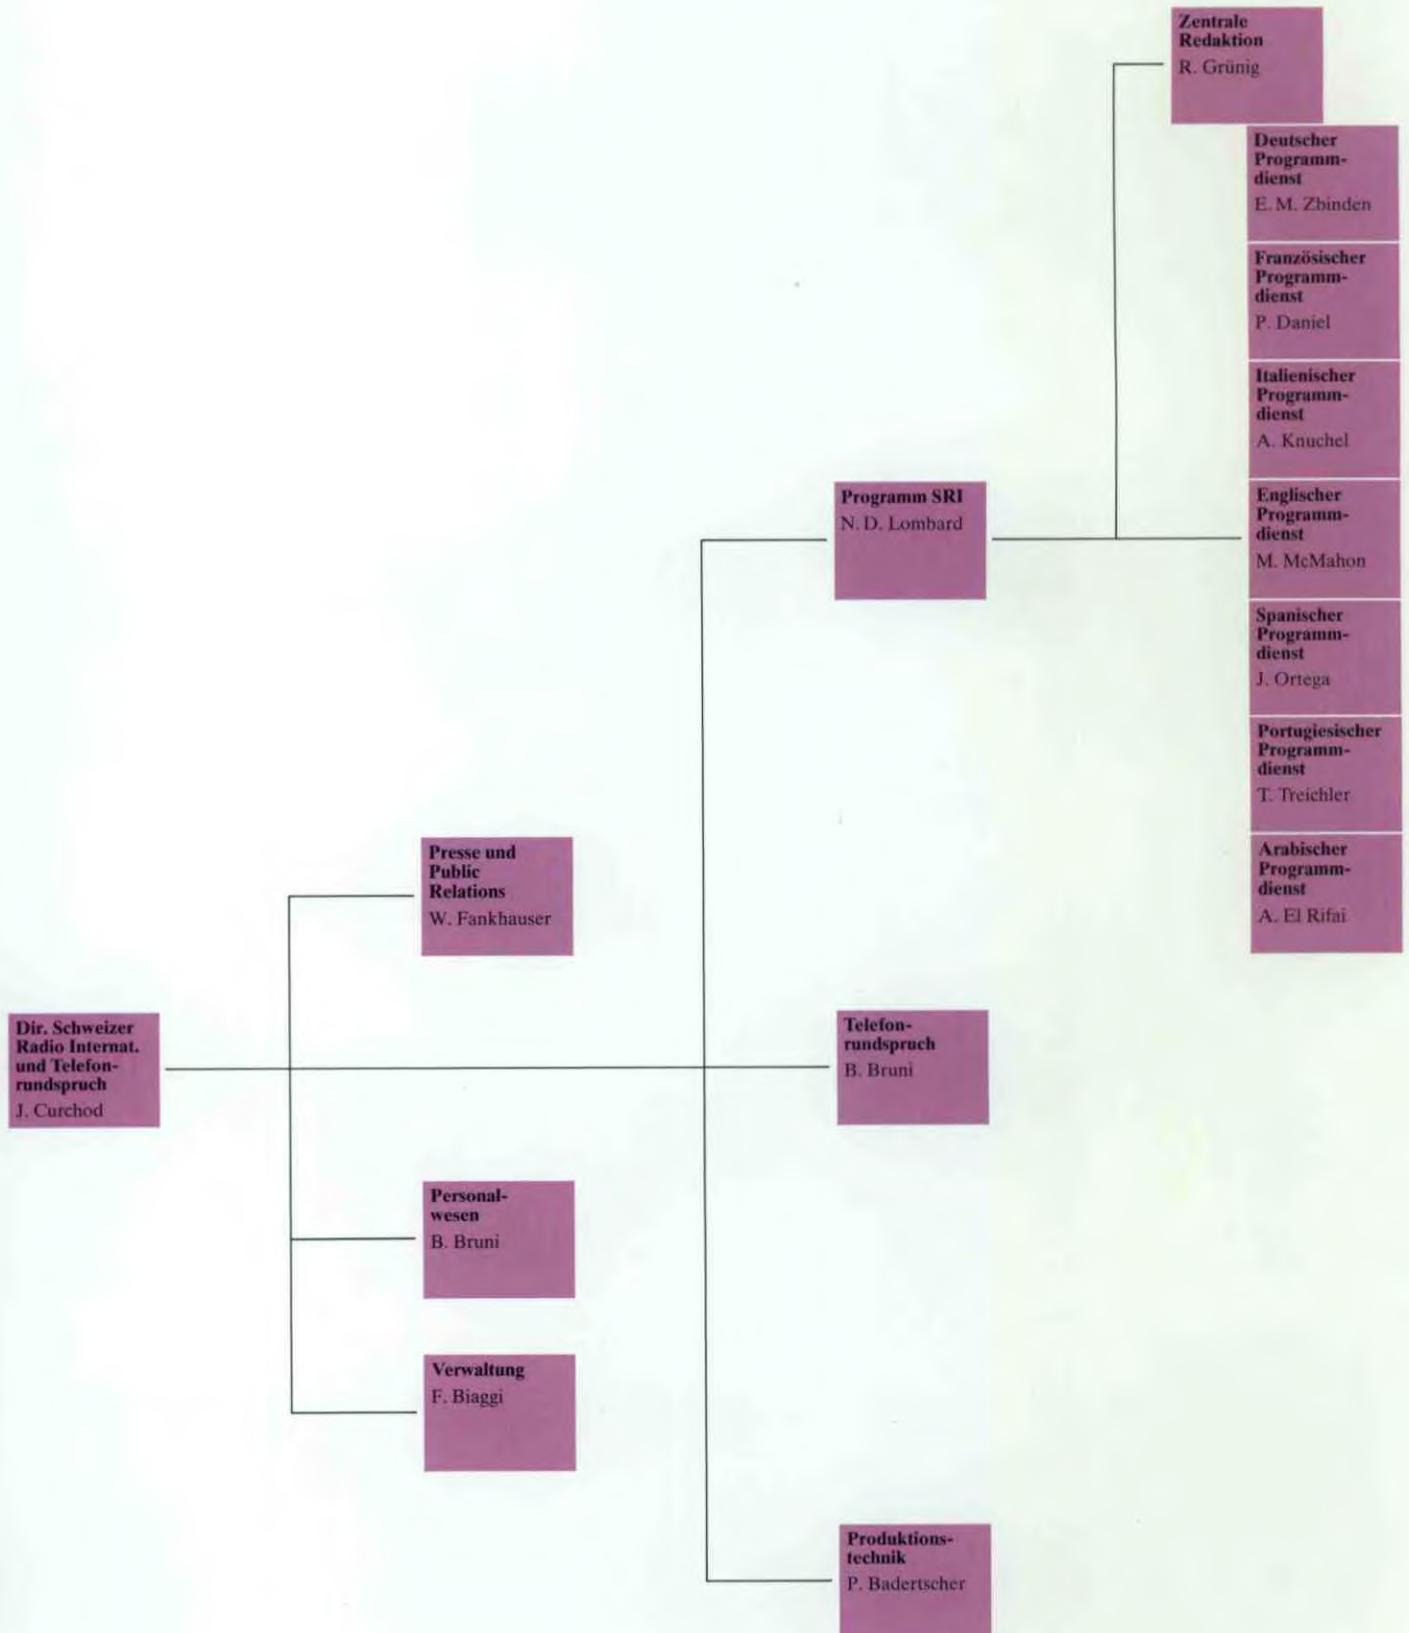 Zentrale
Redaktion
R. Grünig
Deutscher
Programm-
dienst
E. M. Zbinden
Französischer
Programm-
dienst
P. Daniel
Italienischer
Programm-
dienst
A. Knuchel
Programm SRI
N. D. Lombard
Englischer
Programm-
dienst
M. McMahon
Spanischer
Programm-
dienst
J. Ortega
Portugiesischer
Programm-
dienst
T. Treichler
Arabischer
Programm-
dienst
A. El Rifai
Presse und
Public
Relations
W. Fankhauser
Dir. Schweizer
Radio Internat.
und Telefon-
rundspruch
J. Curchod
Telefon-
rundspruch
B. Bruni
Personal-
wesen
B. Bruni
Verwaltung
F. Biaggi
Produktions-
technik
P. Badertscher